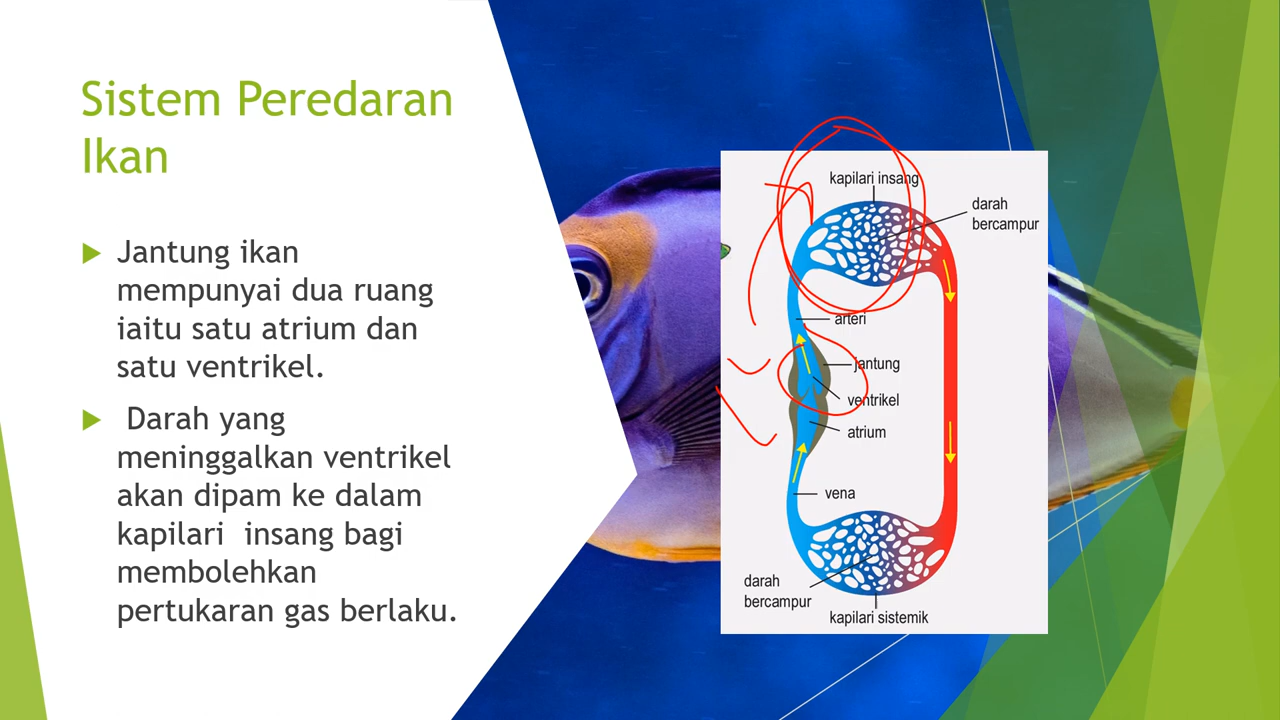 Sistem Peredaran
Ikan
Jantung ikan
mempunyai dua ruang
iaitu satu atrium dan
satu ventrikel.
Darah yang
meninggalkan ventrikel
akan dipam ke dalam
kapilari insang bagi
membolehkan
pertukaran gas berlaku.
kapilari insang
darah
bercampur
arteri
jantung
ventrikel
atrium
vena
darah
bercampur
kapilari sistemik